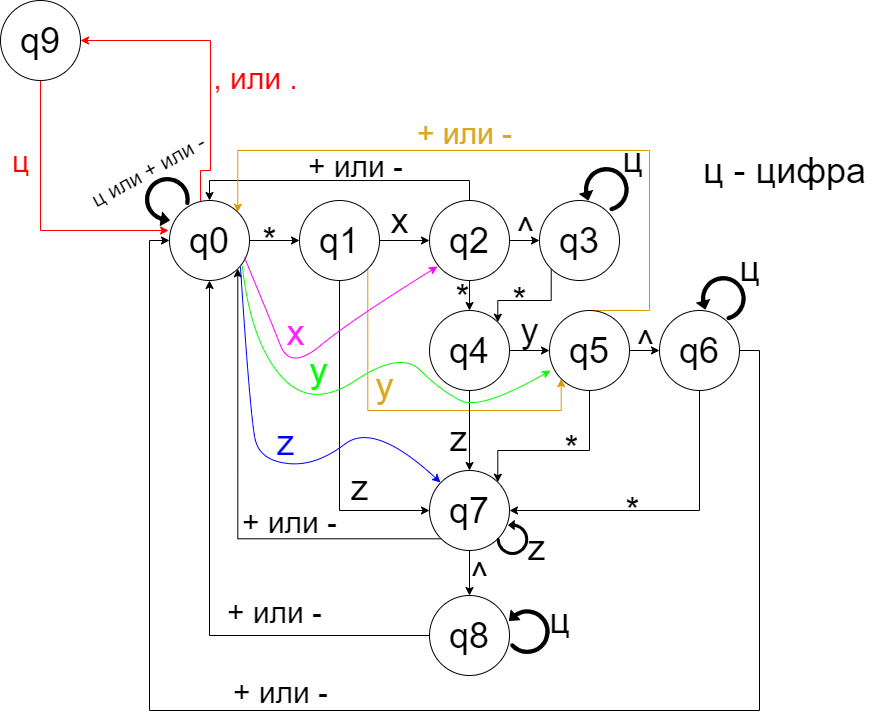 q9
, или .
ц
+ или -
ц или + или -
+ или -
ц
ц - цифра
q0
*
q1
x
q2
^
q3
*
*
ц
x
q4
y
q5
^
q6
y
y
z
z
*
z
q7
*
+ или -
z
^
+ или -
q8
ц
+ или -